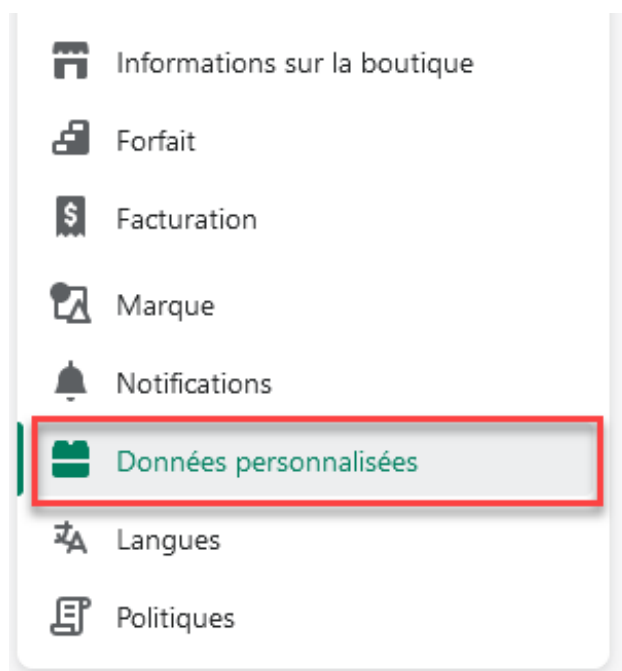 Informations sur la boutique
Forfait
$
Facturation
Marque
Notifications
Données personnalisées
Langues
Politiques